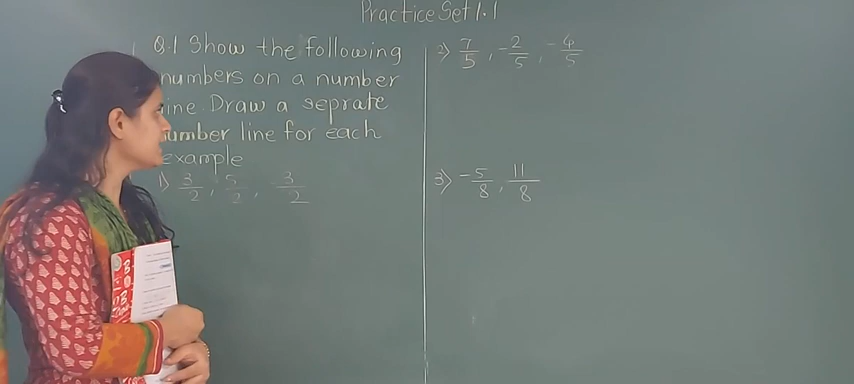 Practice Set 1.1
Q.1 Show the following
numbers on a number
line. Draw a seprate
number line for each
example
1) 3/2, 5/2, -3/2
2) 7/5, -2/5, -4/5
3) -5/8, 11/8